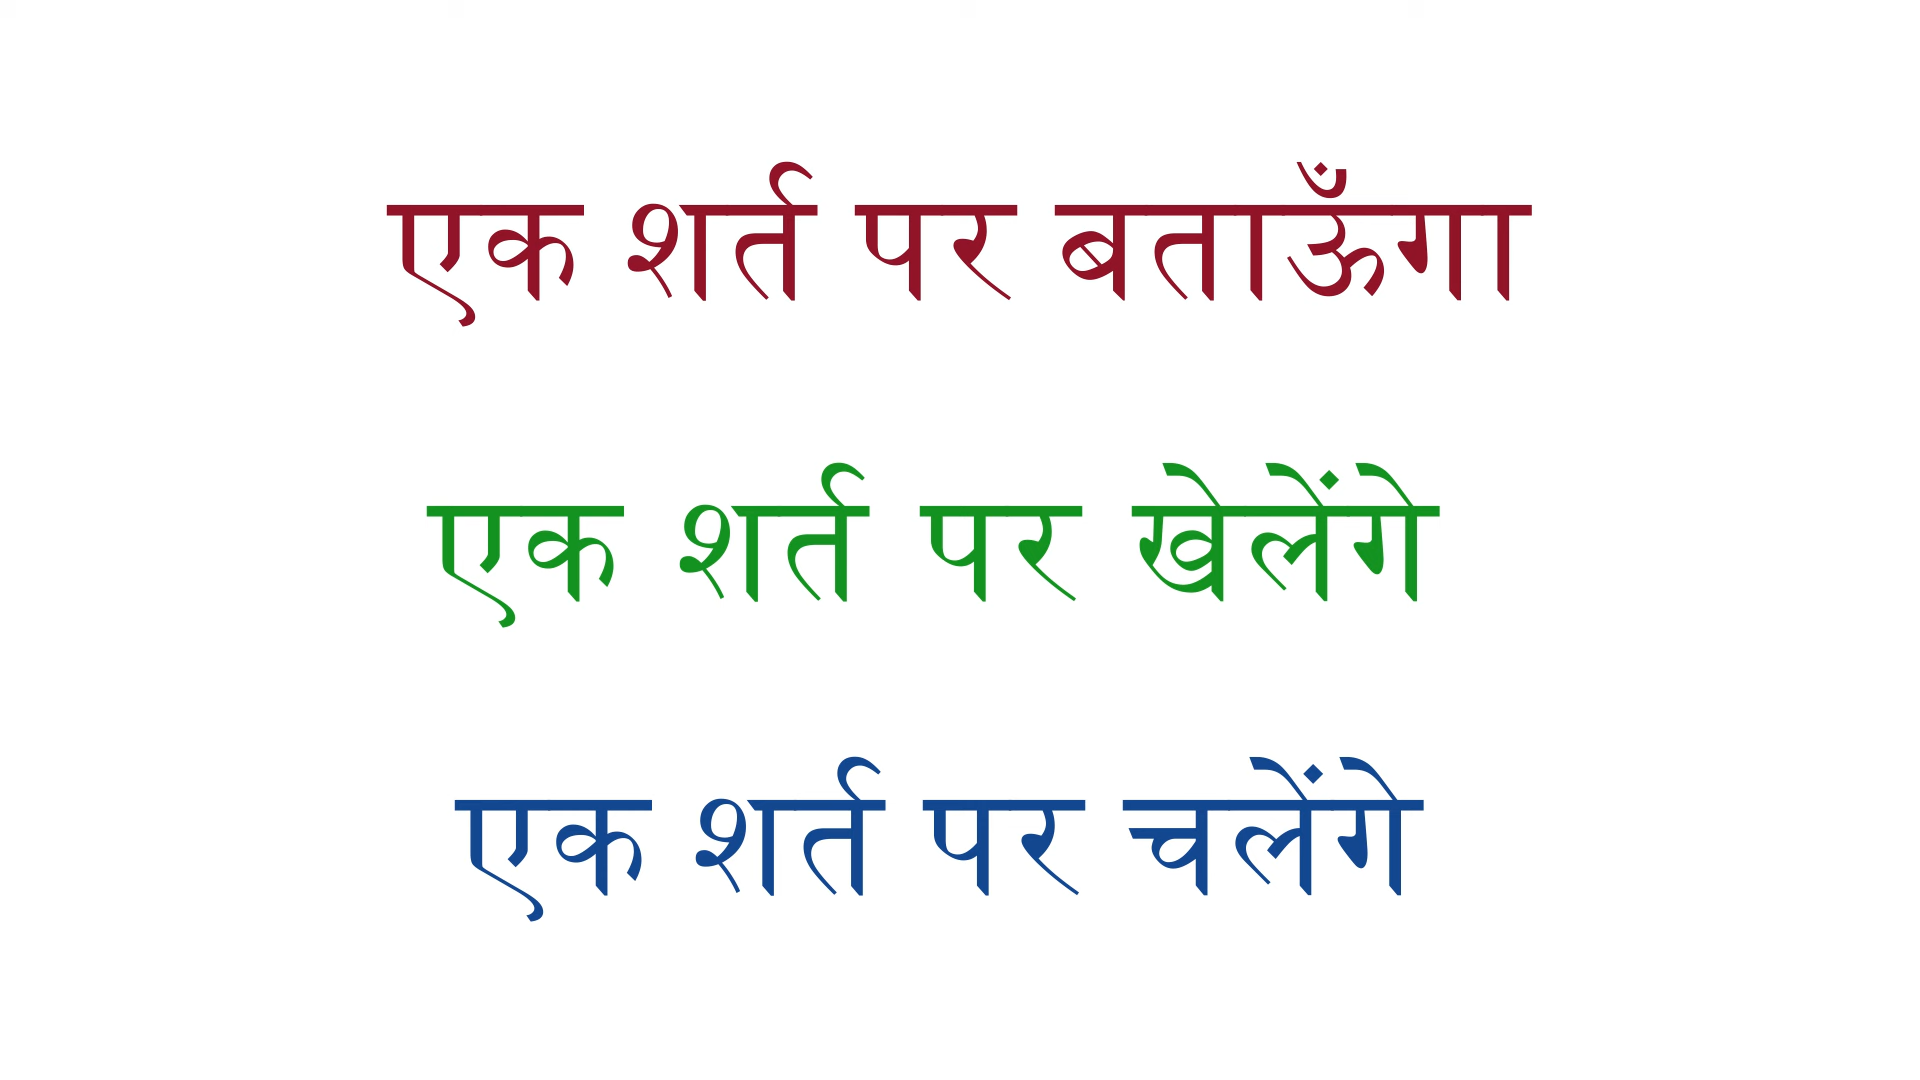 एक शर्त पर बताऊँगा
एक शर्त पर खेलेंगे
एक शर्त पर चलेंगे